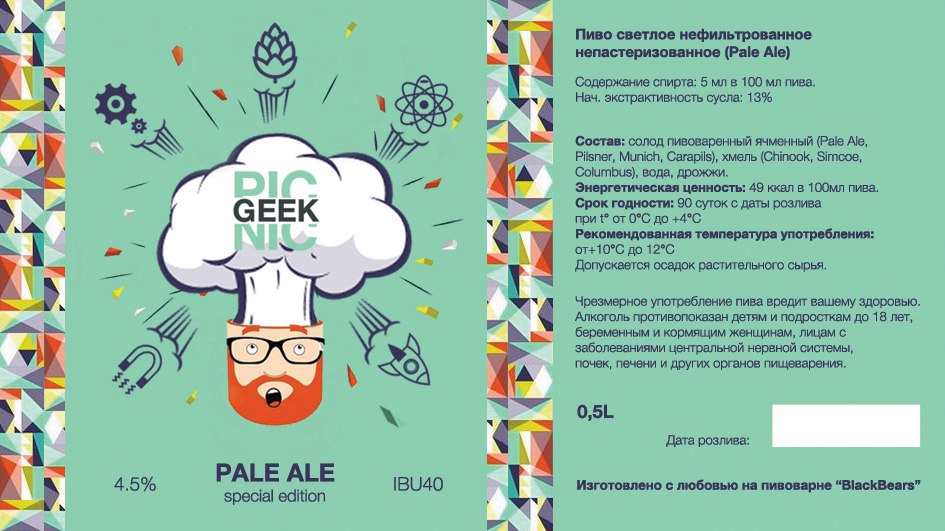 PIC
GEEK
NIC
4.5%
PALE ALE
special edition
IBU40
Пиво светлое нефильтрованное
непастеризованное (Pale Ale)
Содержание спирта: 5 мл в 100 мл пива.
Нач. экстрактивность сусла: 13%
Состав: солод пивоваренный ячменный (Pale Ale,
Pilsner, Munich, Carapils), хмель (Chinook, Simcoe,
Columbus), вода, дрожжи.
Энергетическая ценность: 49 ккал в 100мл пива.
Срок годности: 90 суток с даты розлива
при t° от 0°С до +4°С
Рекомендованная температура употребления:
от+10°С до 12°С
Допускается осадок растительного сырья.
Чрезмерное употребление пива вредит вашему здоровью.
Алкоголь противопоказан детям и подросткам до 18 лет,
беременным и кормящим женщинам, лицам с
заболеваниями центральной нервной системы,
почек, печени и других органов пищеварения.
0,5L
Дата розлива:
Изготовлено с любовью на пивоварне “BlackBears”